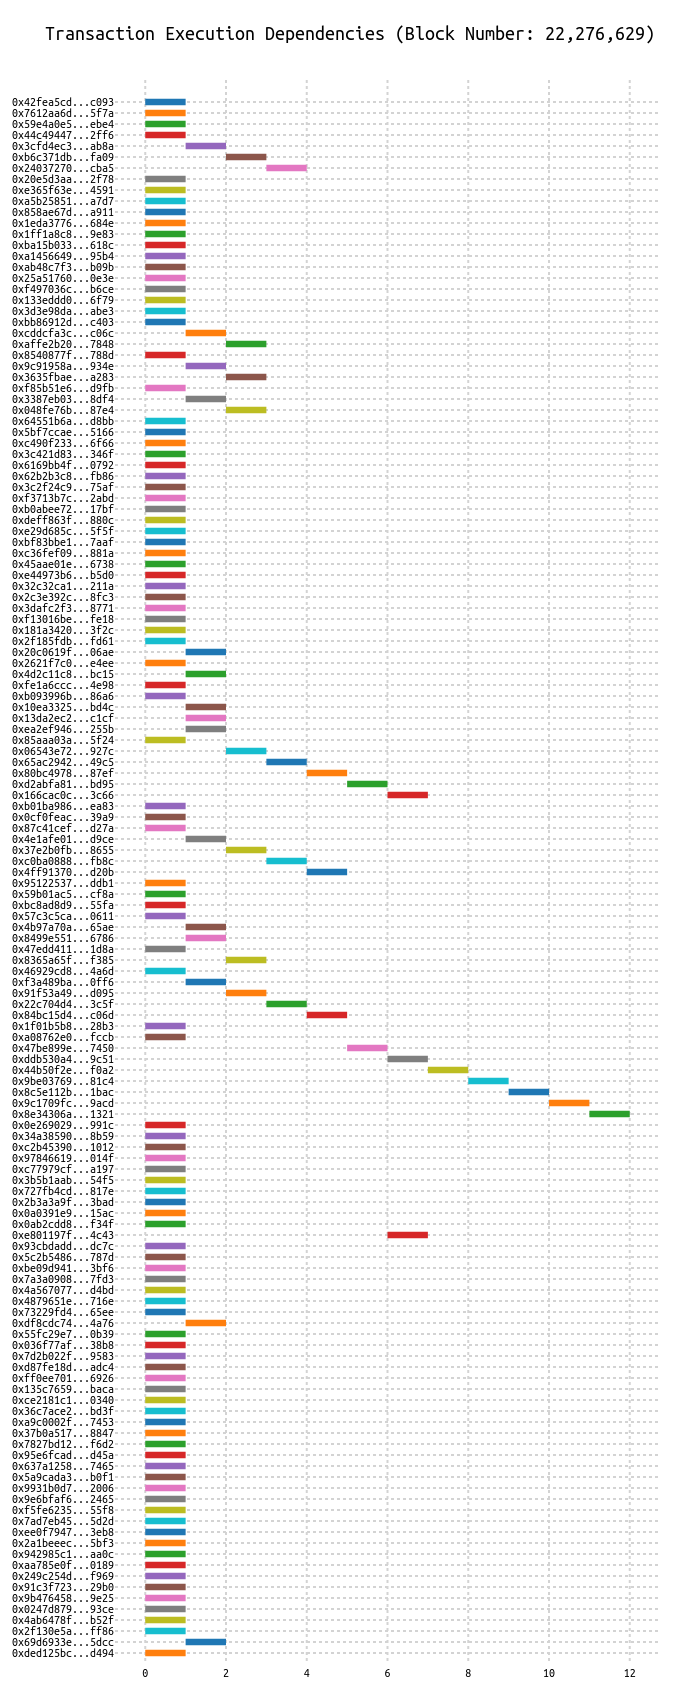 Transaction Execution Dependencies (Block Number: 22,276,629)
0x42fea5cd...c093
0x7612aa6d...5f7a
0x59e4a0e5...ebe4
0x44c49447...2ff6
0x3cfd4ec3...ab8a
0xb6c371db...fa09
0x24037270...cba5
0x20e5d3aa...2f78
0xe365f63e...4591
0xa5b25851...a7d7
0x858ae67d...a911
0x1eda3776...684e
0x1ff1a8c8...9e83
0xba15b033...618c
0xa1456649...95b4
0xab48c7f3...b09b
0x25a51760...0e3e
0xf497036c...b6ce
0x133eddd0...6f79
0x3d3e98da...abe3
0xbb86912d...c403
0xcddcfa3c...c06c
0xaffe2b20...7848
0x8540877f...788d
0x9c91958a...934e
0x3635fbae...a283
0xf85b51e6...d9fb
0x3387eb03...8df4
0x048fe76b...87e4
0x64551b6a...d8bb
0x5bf7ccae...5166
0xc490f233...6f66
0x3c421d83...346f
0x6169bb4f...0792
0x62b2b3c8...fb86
0x3c2f24c9...75af
0xf3713b7c...2abd
0xb0abee72...17bf
0xdeff863f...880c
0xe29d685c...5f5f
0xbf83bbe1...7aaf
0xc36fef09...881a
0x45aae01e...6738
0xe44973b6...b5d0
0x32c32ca1...211a
0x2c3e392c...8fc3
0x3dafc2f3...8771
0xf13016be...fe18
0x181a3420...3f2c
0x2f185fdb...fd61
0x20c0619f...06ae
0x2621f7c0...e4ee
0x4d2c11c8...bc15
0xfe1a6ccc...4e98
0xb093996b...86a6
0x10ea3325...bd4c
0x13da2ec2...c1cf
0xea2ef946...255b
0x85aaa03a...5f24
0x06543e72...927c
0x65ac2942...49c5
0x80bc4978...87ef
0xd2abfa81...bd95
0x166cac0c...3c66
0xb01ba986...ea83
0x0cf0feac...39a9
0x87c41cef...d27a
0x4e1afe01...d9ce
0x37e2b0fb...8655
0xc0ba0888...fb8c
0x4ff91370...d20b
0x95122537...ddb1
0x59b01ac5...cf8a
0xbc8ad8d9...55fa
0x57c3c5ca...0611
0x4b97a70a...65ae
0x8499e551...6786
0x47edd411...1d8a
0x8365a65f...f385
0x46929cd8...4a6d
0xf3a489ba...0ff6
0x91f53a49...d095
0x22c704d4...3c5f
0x84bc15d4...c06d
0x1f01b5b8...28b3
0xa08762e0...fccb
0x47be899e...7450
0xddb530a4...9c51
0x44b50f2e...f0a2
0x9be03769...81c4
0x8c5e112b...1bac
0x9c1709fc...9acd
0x8e34306a...1321
0x0e269029...991c
0x34a38590...8b59
0xc2b45390...1012
0x97846619...014f
0xc77979cf...a197
0x3b5b1aab...54f5
0x727fb4cd...817e
0x2b3a3a9f...3bad
0x0a0391e9...15ac
0x0ab2cdd8...f34f
0xe801197f...4c43
0x93cbdadd...dc7c
0x5c2b5486...787d
0xbe09d941...3bf6
0x7a3a0908...7fd3
0x4a567077...d4bd
0x4879651e...716e
0x73229fd4...65ee
0xdf8cdc74...4a76
0x55fc29e7...0b39
0x036f77af...38b8
0x7d2b022f...9583
0xd87fe18d...adc4
0xff0ee701...6926
0x135c7659...baca
0xce2181c1...0340
0x36c7ace2...bd3f
0xa9c0002f...7453
0x37b0a517...8847
0x7827bd12...f6d2
0x95e6fcad...d45a
0x637a1258...7465
0x5a9cada3...b0f1
0x9931b0d7...2006
0x9e6bfaf6...2465
0xf5fe6235...55f8
0x7ad7eb45...5d2d
0xee0f7947...3eb8
0x2a1beeec...5bf3
0x942985c1...aa0c
0xaa785e0f...0189
0x249c254d...f969
0x91c3f723...29b0
0x9b476458...9e25
0x0247d879...93ce
0x4ab6478f...b52f
0x2f130e5a...ff86
0x69d6933e...5dcc
0xded125bc...d494
0 2 4 6 8 10 12